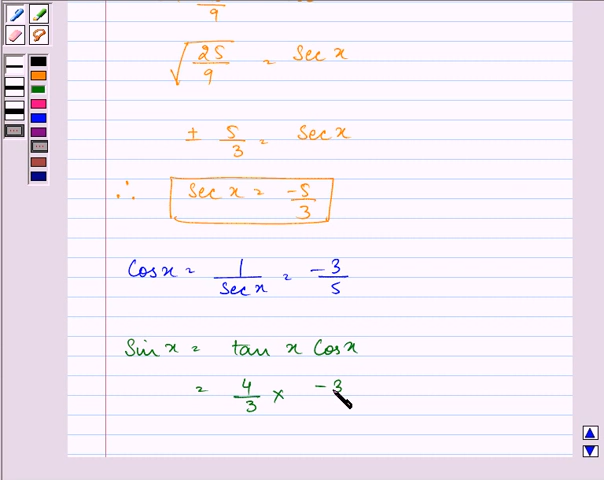 9
√25/9 = Sec x
± 5/3 = Sec x
∴ Sec x = -5/3
Cos x = 1/Sec x = -3/5
Sin x = tan x Cos x
= 4/3 × -3